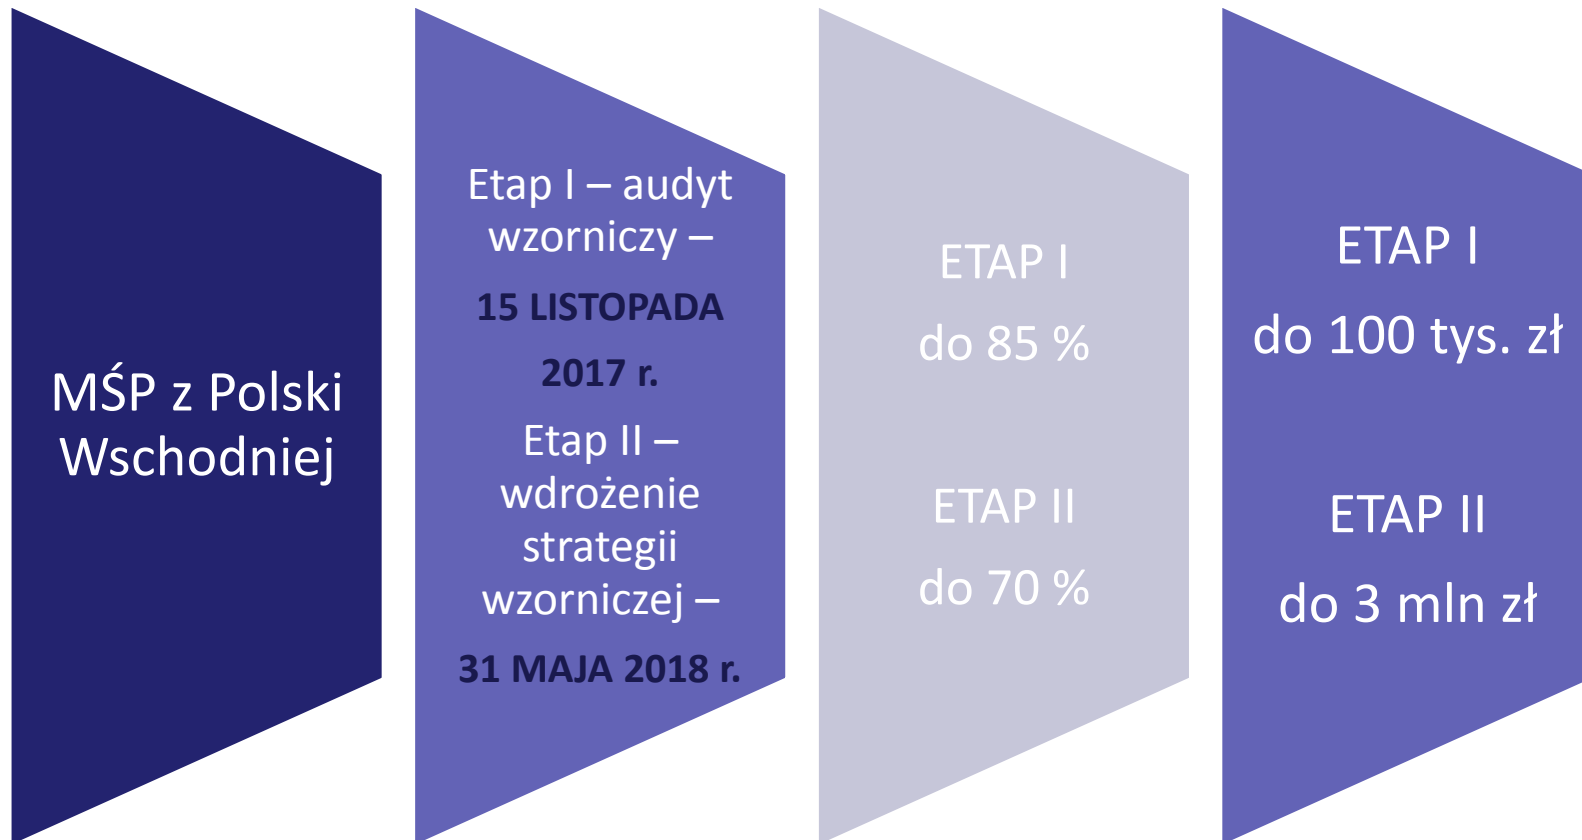 MŚP z Polski
Wschodniej
Etap I – audyt
wzorniczy –
15 LISTOPADA
2017 r.
Etap II –
wdrożenie
strategii
wzorniczej –
31 MAJA 2018 r.
ETAP I
do 85 %
ETAP II
do 70 %
ETAP I
do 100 tys. zł
ETAP II
do 3 mln zł